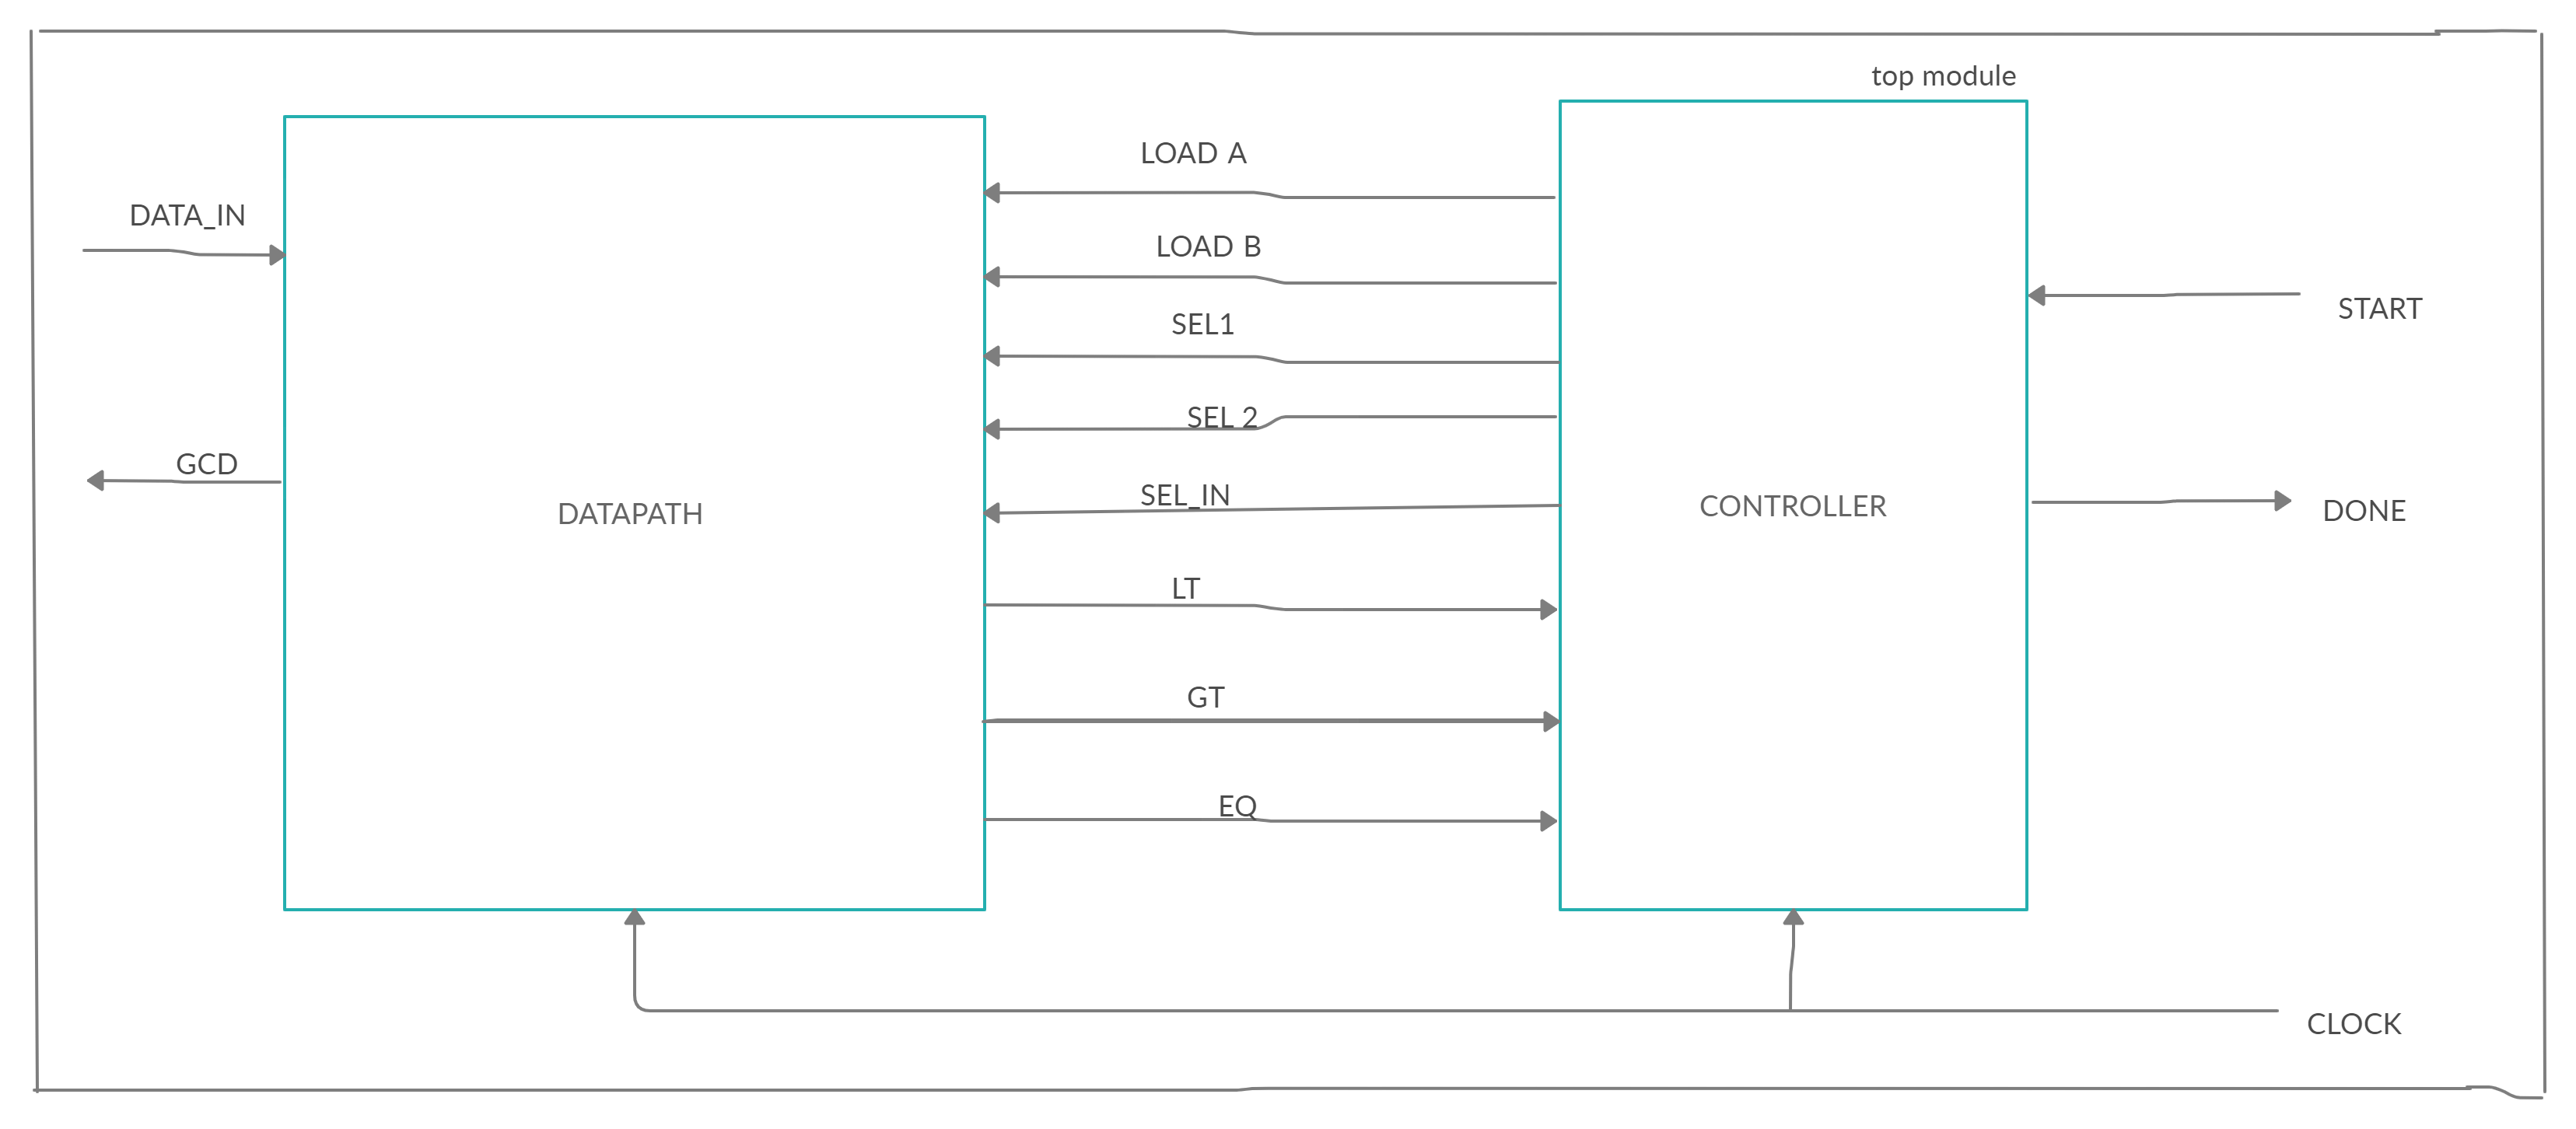 top module
LOAD A
DATA_IN
LOAD B
START
SEL1
SEL 2
GCD
SEL_IN
DATAPATH
CONTROLLER
DONE
LT
GT
EQ
CLOCK